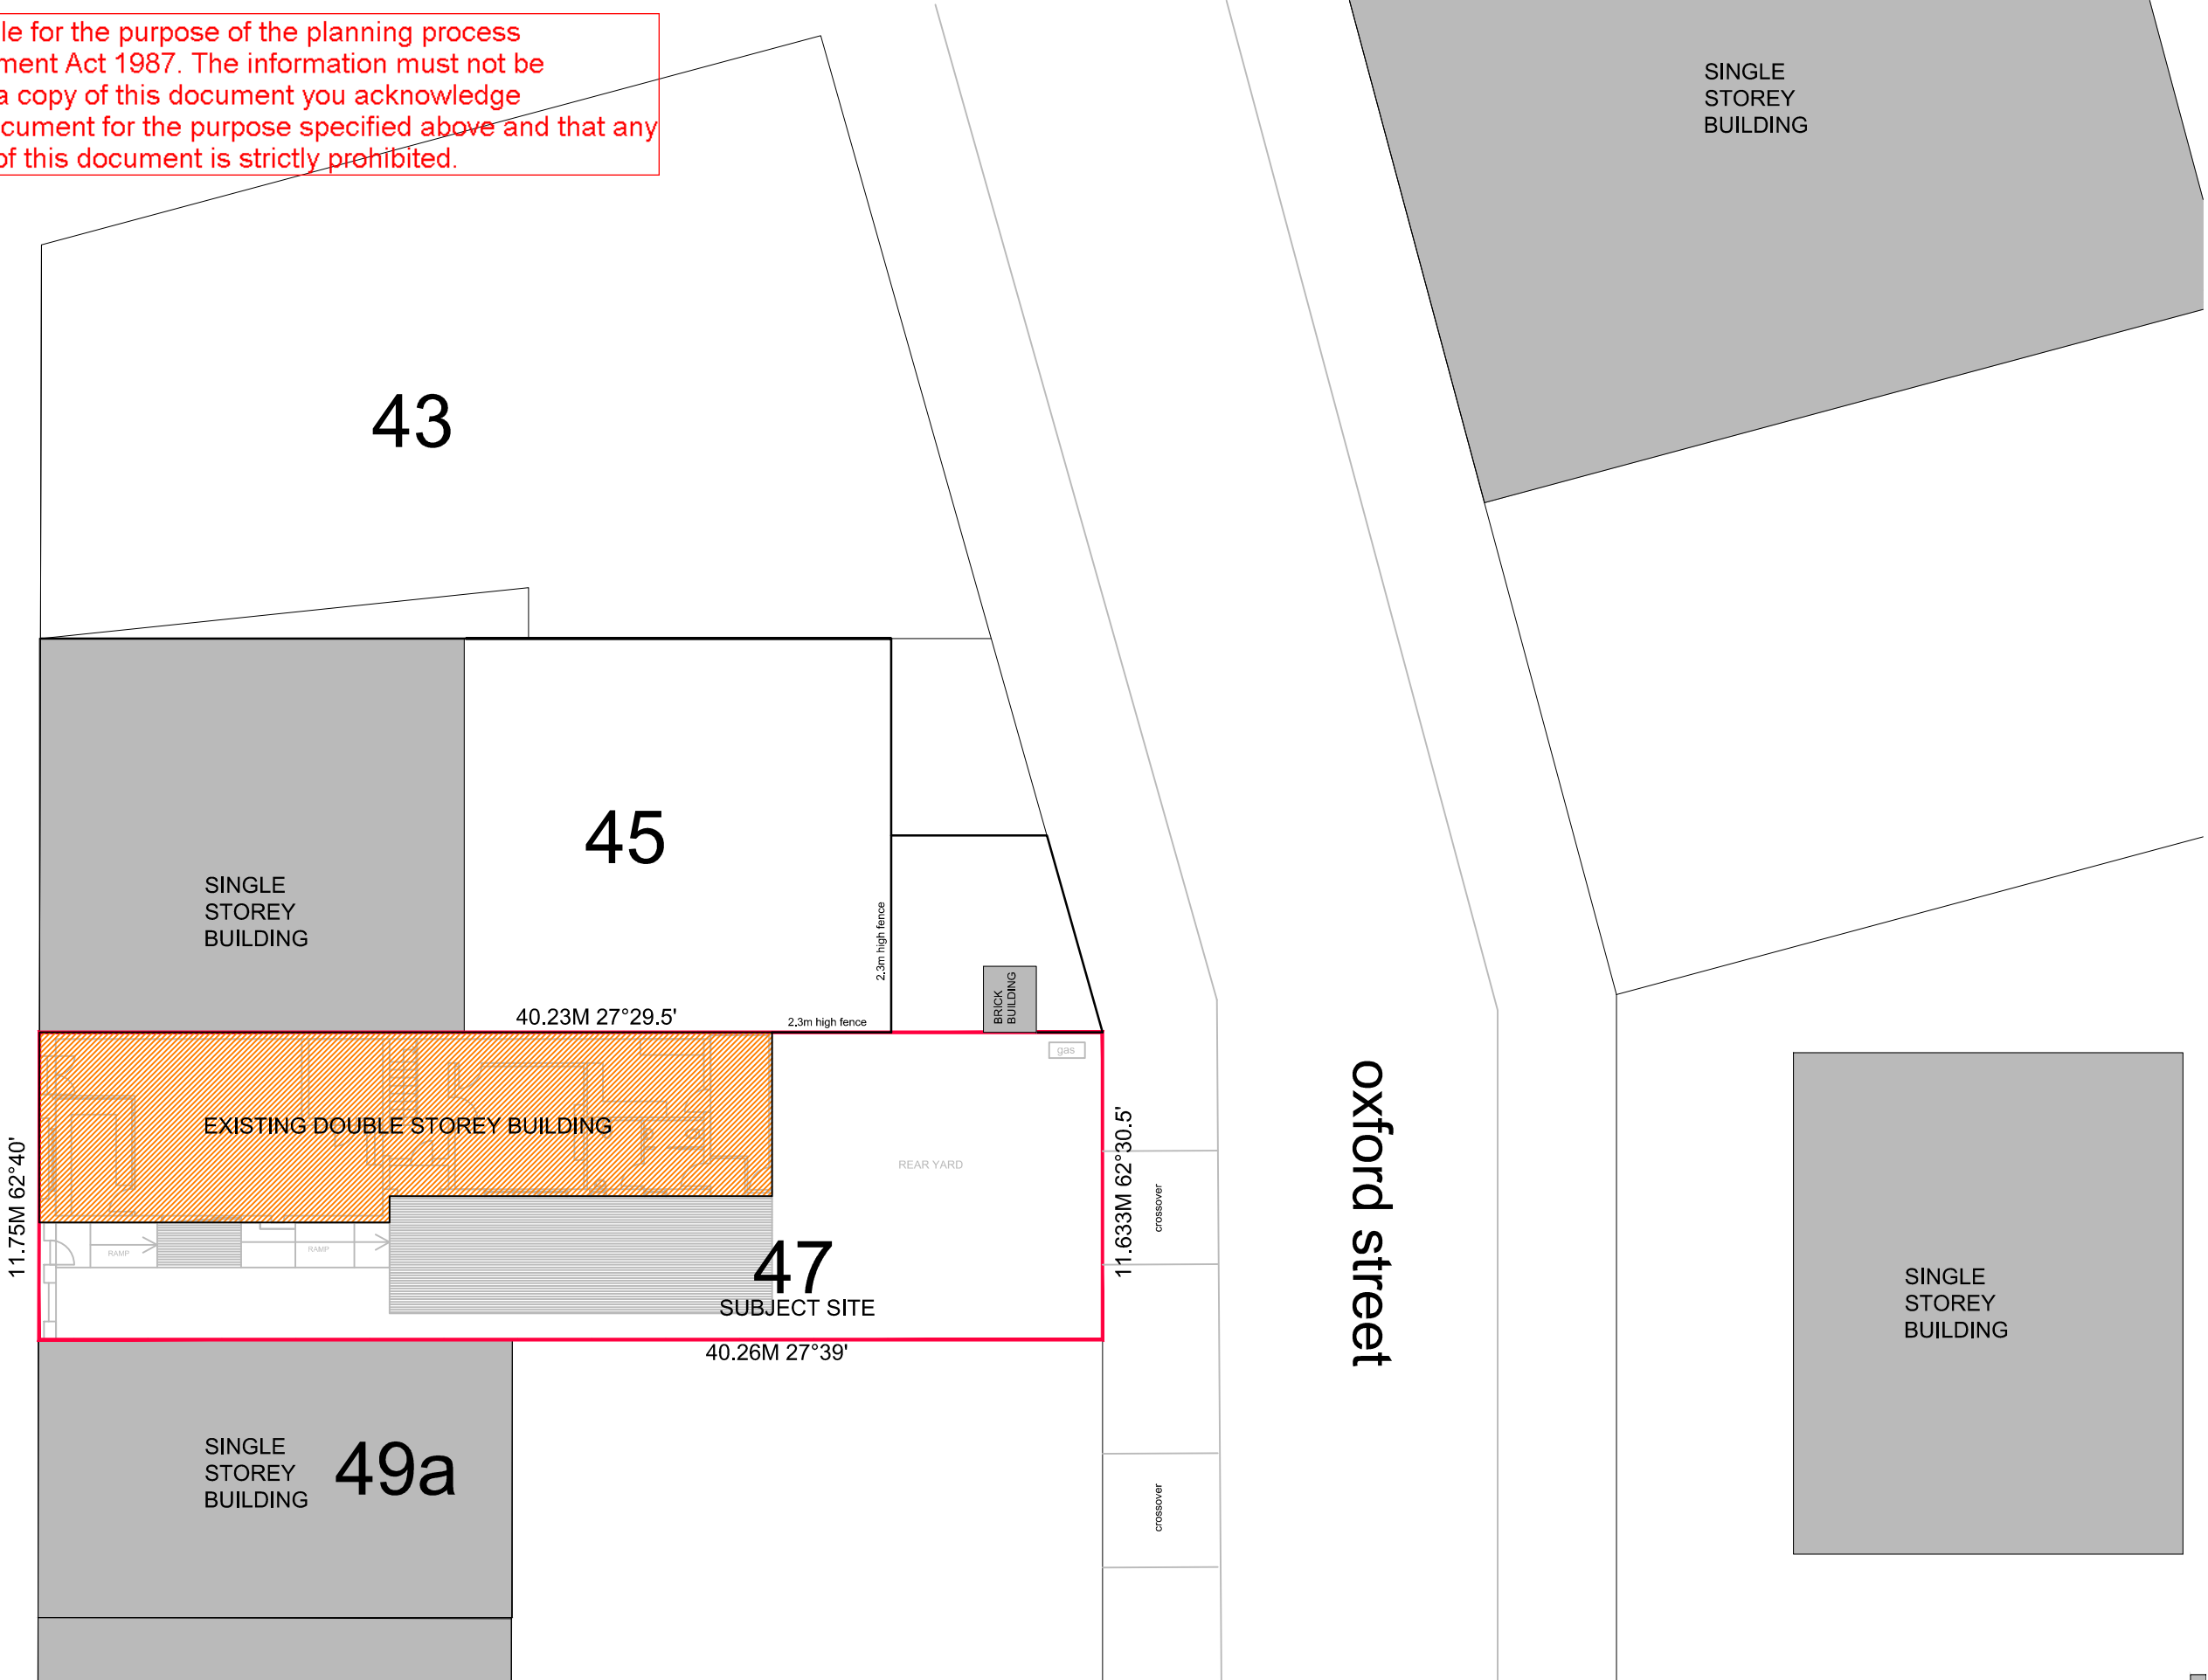 le for the purpose of the planning process
ment Act 1987. The information must not be
a copy of this document you acknowledge
cument for the purpose specified above and that any
of this document is strictly prohibited.
SINGLE
STOREY
BUILDING
43
45
SINGLE
STOREY
BUILDING
2.3m high fence
BRICK
BUILDING
40.23M 27°29.5'
2.3m high fence
gas
EXISTING DOUBLE STOREY BUILDING
REAR YARD
11.75M 62°40'
11.633M 62°30.5'
crossover
oxford street
RAMP
RAMP
47
SUBJECT SITE
40.26M 27°39'
SINGLE
STOREY
BUILDING
SINGLE
STOREY
BUILDING
49a
crossover